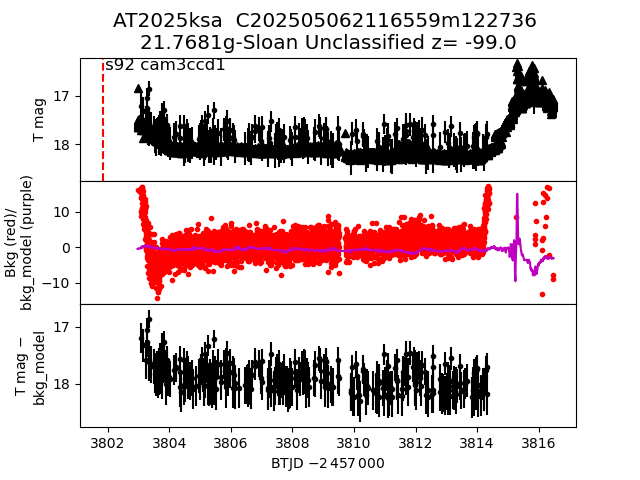 AT2025ksa  C202505062116559m122736
21.7681g-Sloan Unclassified z= -99.0
s92 cam3ccd1
T mag
17
18
Bkg (red)/
bkg_model (purple)
10
0
−10
T mag −
bkg_model
17
18
3802 3804 3806 3808 3810 3812 3814 3816
BTJD −2 457 000